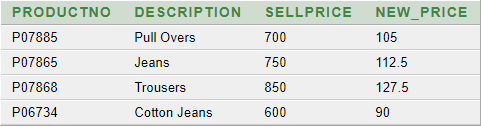 PRODUCTNO DESCRIPTION SELLPRICE NEW_PRICE
P07885 Pull Overs 700 105
P07865 Jeans 750 112.5
P07868 Trousers 850 127.5
P06734 Cotton Jeans 600 90